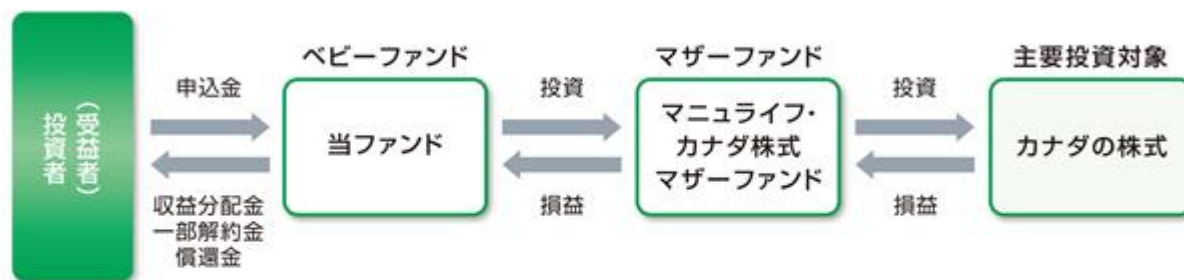 投資者
（受益者）
申込金
収益分配金
一部解約金
償還金
ベビーファンド
当ファンド
投資
損益
マザーファンド
マニュライフ・
カナダ株式
マザーファンド
投資
損益
主要投資対象
カナダの株式